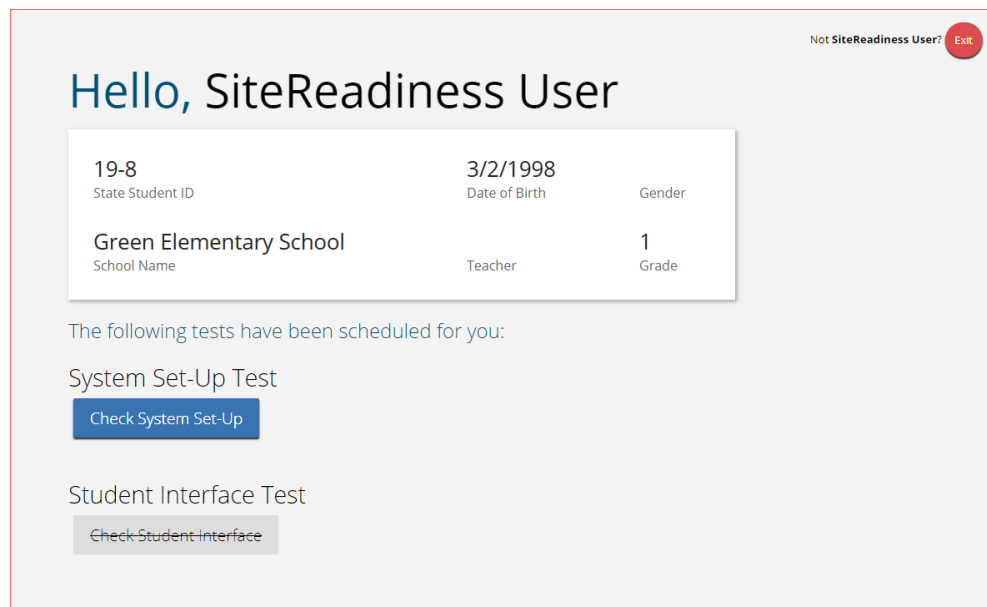 Not SiteReadiness User? Exit
Hello, SiteReadiness User
19-8 3/2/1998
State Student ID Date of Birth Gender
Green Elementary School 1
School Name Teacher Grade
The following tests have been scheduled for you:
System Set-Up Test
Check System Set-Up
Student Interface Test
Check Student Interface